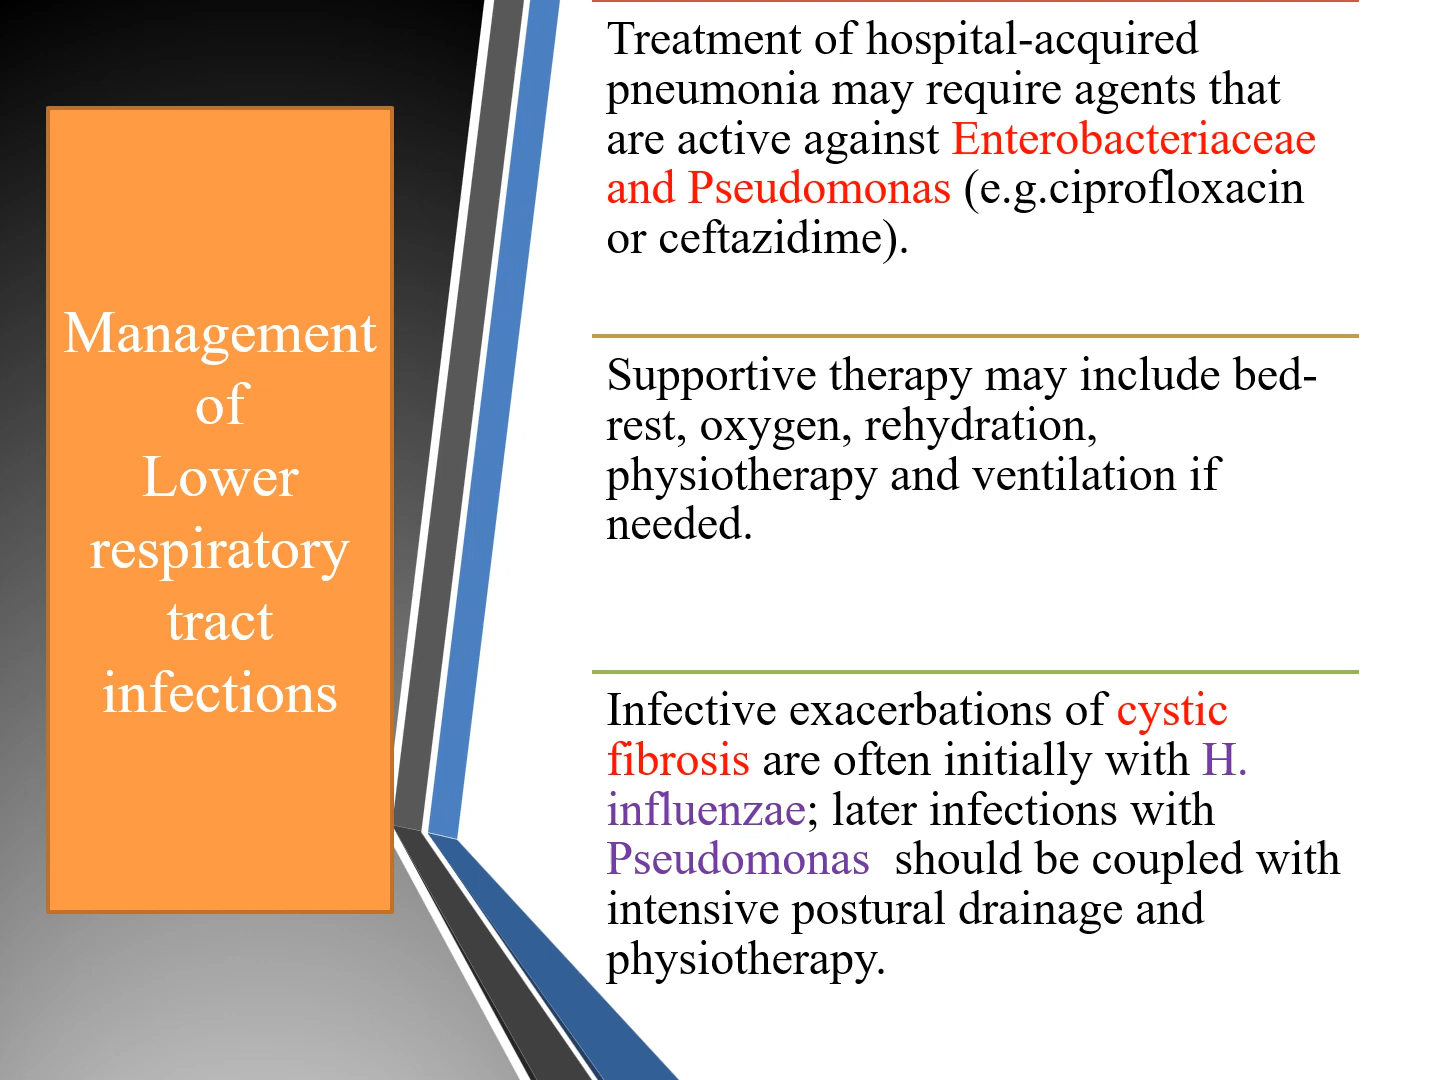 Management
of
Lower
respiratory
tract
infections
Treatment of hospital-acquired
pneumonia may require agents that
are active against Enterobacteriaceae
and Pseudomonas (e.g.ciprofloxacin
or ceftazidime).
Supportive therapy may include bed-
rest, oxygen, rehydration,
physiotherapy and ventilation if
needed.
Infective exacerbations of cystic
fibrosis are often initially with H.
influenzae; later infections with
Pseudomonas  should be coupled with
intensive postural drainage and
physiotherapy.